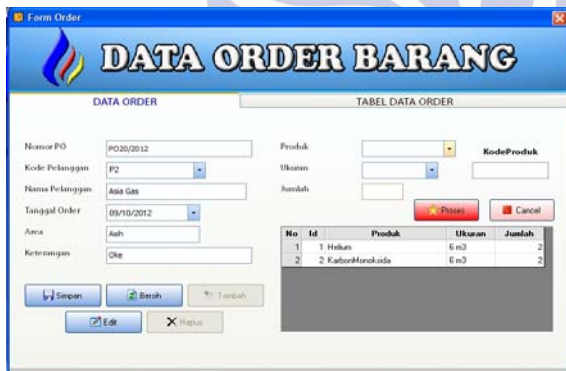 Form Order
DATA ORDER BARANG
DATA ORDER
TABEL DATA ORDER
Nomor PO
PO20/2012
Kode Pelanggan
P2
Nama Pelanggan
Asia Gas
Tanggal Order
09/10/2012
Area
Keterangan
Oke
Produk
KodeProduk
Ukuran
Jumlah
Proses
Cancel
No Id Produk Ukuran Jumlah
1 1 Helium 6 m3 2
2 2 KarbonMonoksida 6 m3 2
Simpan
Bersih
Tambah
Edit
Hapus